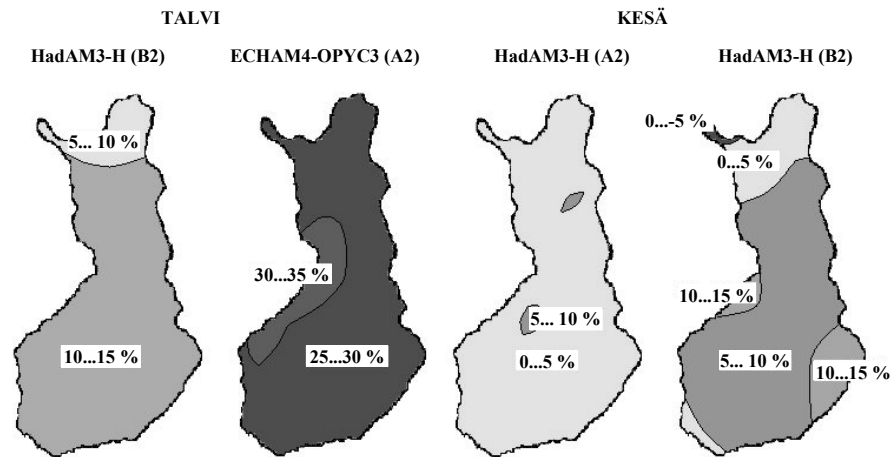 TALVI
KESÄ
HadAM3-H (B2)
ECHAM4-OPYC3 (A2)
HadAM3-H (A2)
HadAM3-H (B2)
5... 10 %
10...15 %
30...35 %
25...30 %
5... 10 %
0...5 %
0...-5 %
0...5 %
10...15 %
5... 10 %
10...15 %